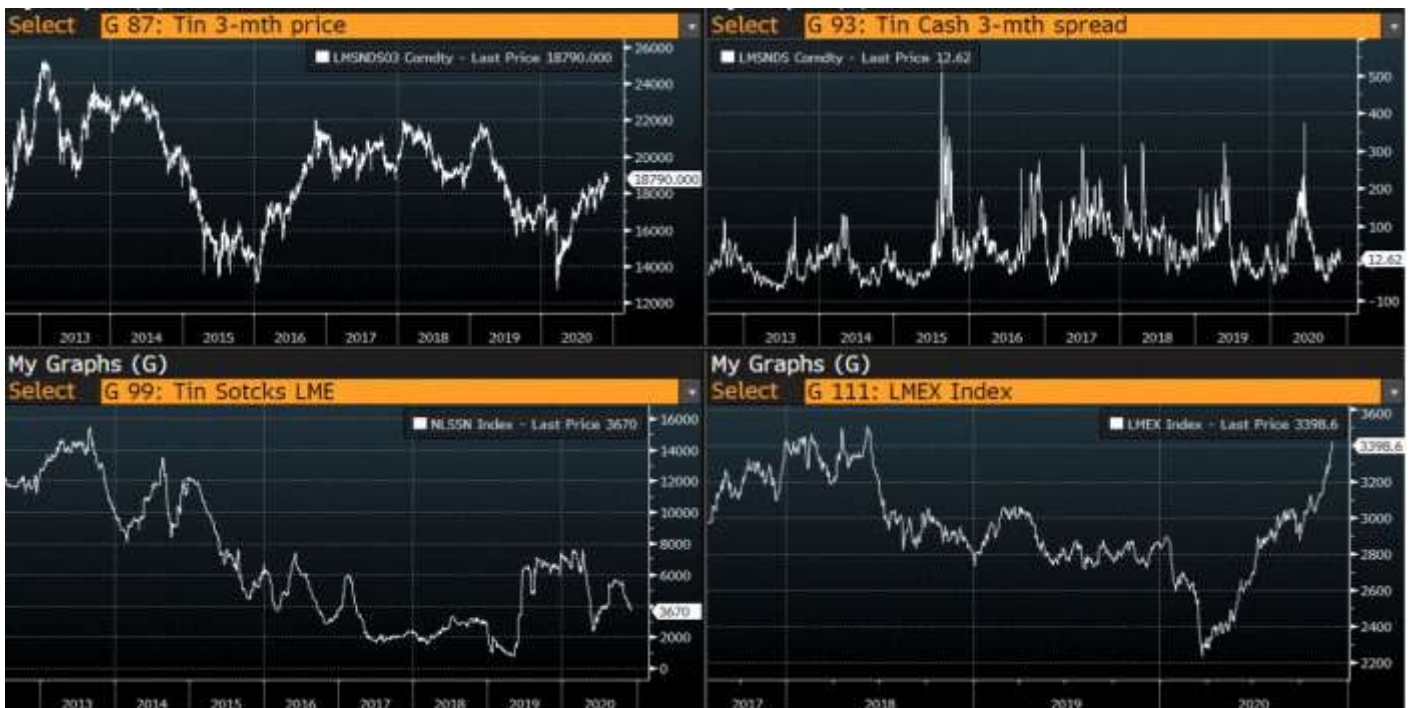 Select G 87: Tin 3-mth price
LMSNDS03 Comdty - Last Price 18790.000
26000
24000
22000
20000
18790.000
18000
16000
14000
12000
2013 2014 2015 2016 2017 2018 2019 2020
Select G 93: Tin Cash 3-mth spread
LMSNDS Comdty - Last Price 12.62
500
400
300
200
100
12.62
-100
2013 2014 2015 2016 2017 2018 2019 2020
My Graphs (G)
Select G 99: Tin Sotcks LME
NLSSN Index - Last Price 3670
16000
14000
12000
10000
8000
6000
3670
2000
0
2013 2014 2015 2016 2017 2018 2019 2020
My Graphs (G)
Select G 111: LMEX Index
LMEX Index - Last Price 3398.6
3600
3398.6
3200
3000
2800
2600
2400
2200
2017 2018 2019 2020